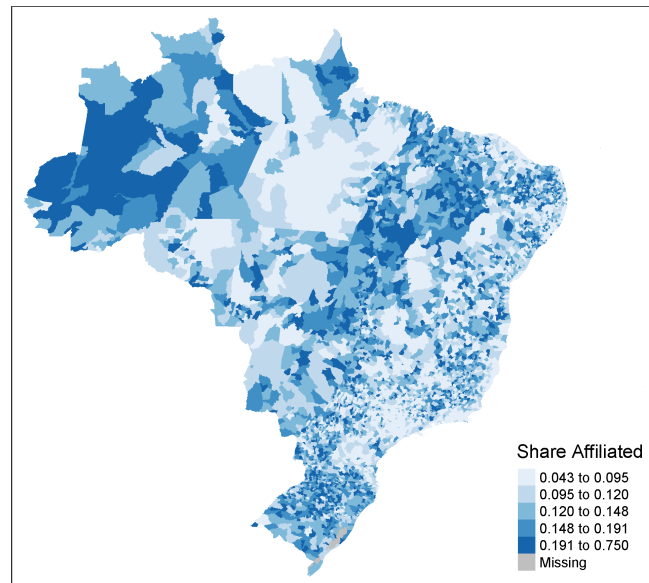 Share Affiliated
0.043 to 0.095
0.095 to 0.120
0.120 to 0.148
0.148 to 0.191
0.191 to 0.750
Missing